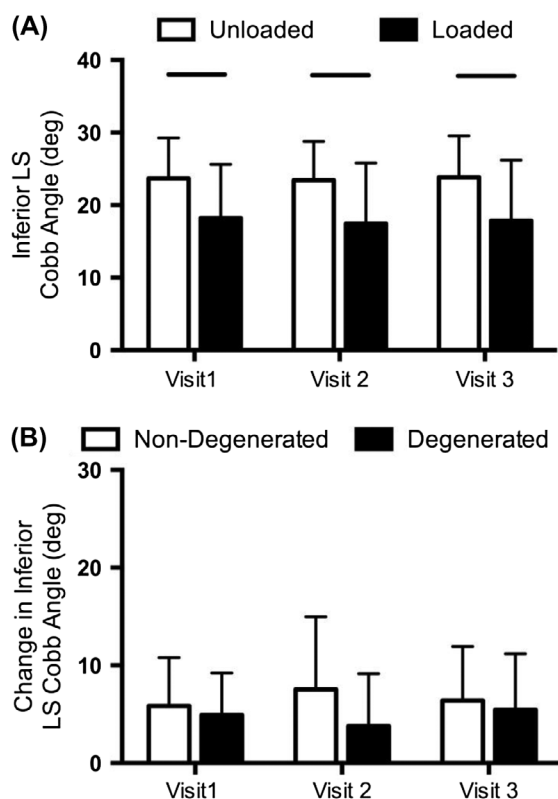 (A)
Unloaded
Loaded
Inferior LS
Cobb Angle (deg)
40
30
20
10
0
Visit1
Visit 2
Visit 3
(B)
Non-Degenerated
Degenerated
Change in Inferior
LS Cobb Angle (deg)
30
20
10
0
Visit1
Visit 2
Visit 3